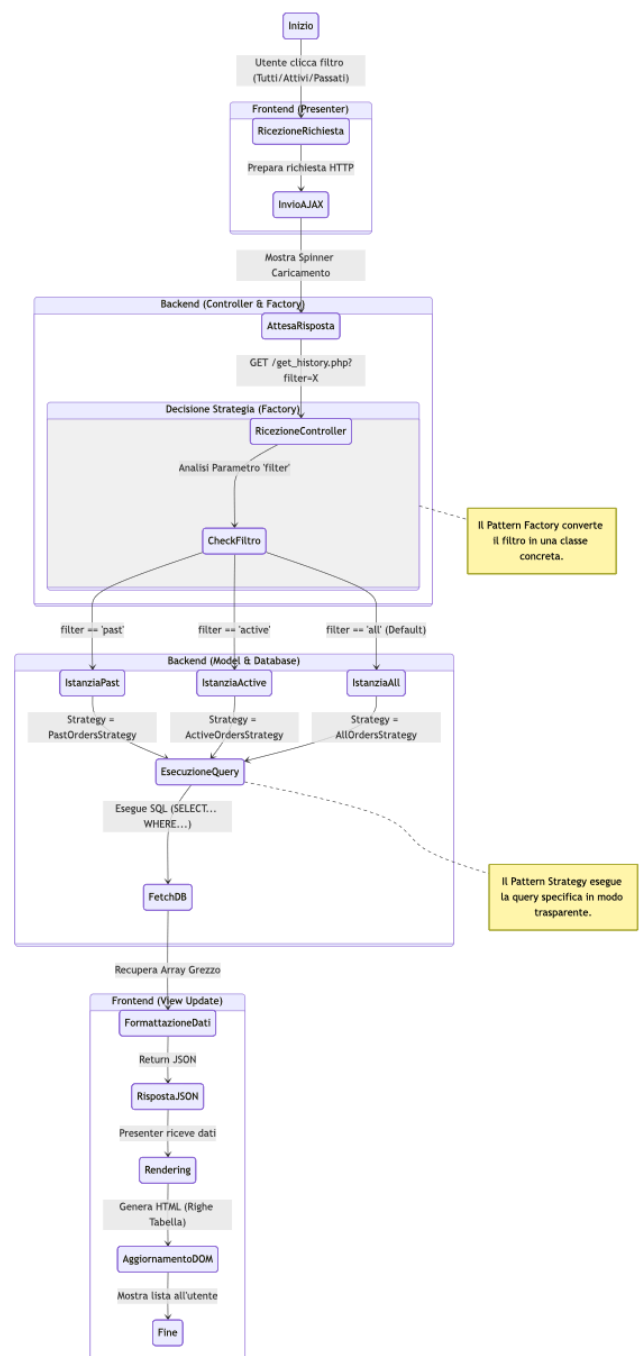 Inizio
Utente clicca filtro
(Tutti/Attivi/Passati)
Frontend (Presenter)
RicezioneRichiesta
Prepara richiesta HTTP
InvioAJAX
Mostra Spinner
Caricamento
Backend (Controller & Factory)
AttesaRisposta
GET /get_history.php?
filter=X
Decisione Strategia (Factory)
RicezioneController
Analisi Parametro 'filter'
CheckFiltro
Il Pattern Factory converte
il filtro in una classe
concreta.
filter == 'past'
filter == 'active'
filter == 'all' (Default)
Backend (Model & Database)
IstanziaPast
IstanziaActive
IstanziaAll
Strategy =
PastOrdersStrategy
Strategy =
ActiveOrdersStrategy
Strategy =
AllOrdersStrategy
EsecuzioneQuery
Esegue SQL (SELECT...
WHERE...)
Il Pattern Strategy esegue
la query specifica in modo
trasparente.
FetchDB
Recupera Array Grezzo
Frontend (View Update)
FormattazioneDati
Return JSON
RispostaJSON
Presenter riceve dati
Rendering
Genera HTML (Righe
Tabella)
AggiornamentoDOM
Mostra lista all'utente
Fine